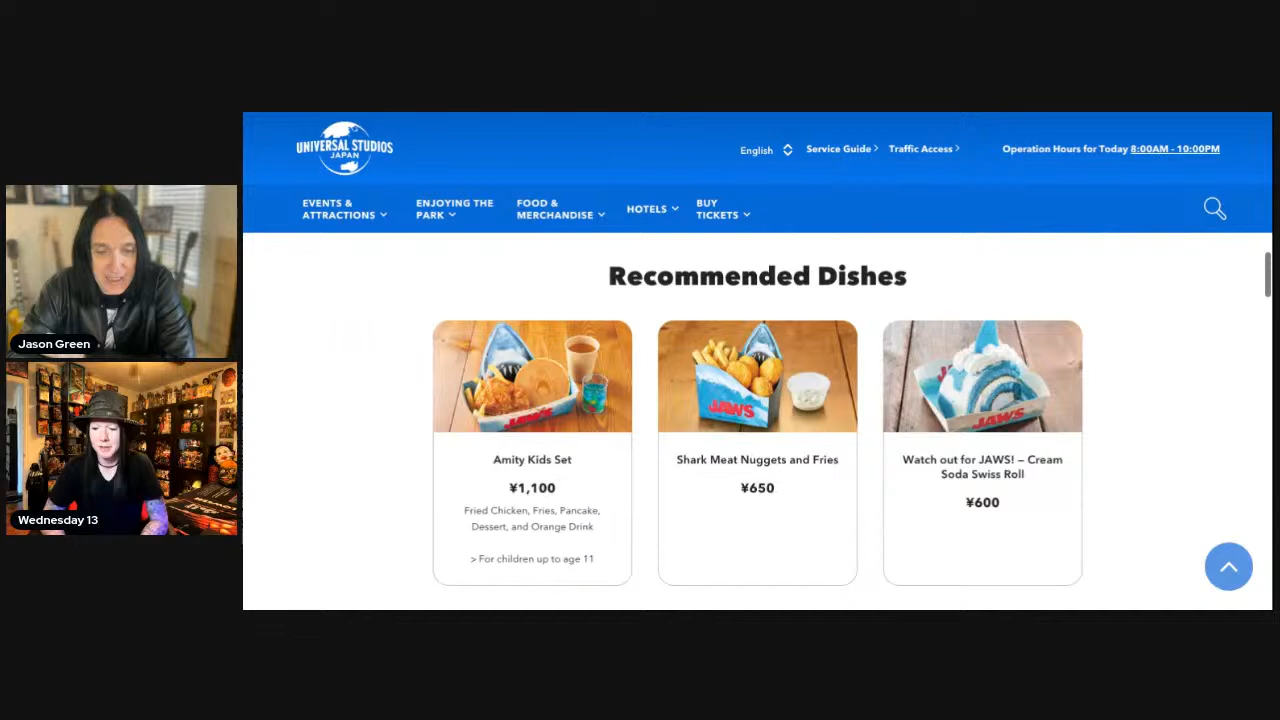 UNIVERSAL STUDIOS
JAPAN
English
Service Guide
Traffic Access
Operation Hours for Today 8:00AM - 10:00PM
EVENTS &
ATTRACTIONS
ENJOYING THE
PARK
FOOD &
MERCHANDISE
HOTELS
BUY
TICKETS
Recommended Dishes
JAWS
Amity Kids Set
¥1,100
Fried Chicken, Fries, Pancake,
Dessert, and Orange Drink
> For children up to age 11
JAWS
Shark Meat Nuggets and Fries
¥650
JAWS
Watch out for JAWS! – Cream
Soda Swiss Roll
¥600
Jason Green
Wednesday 13